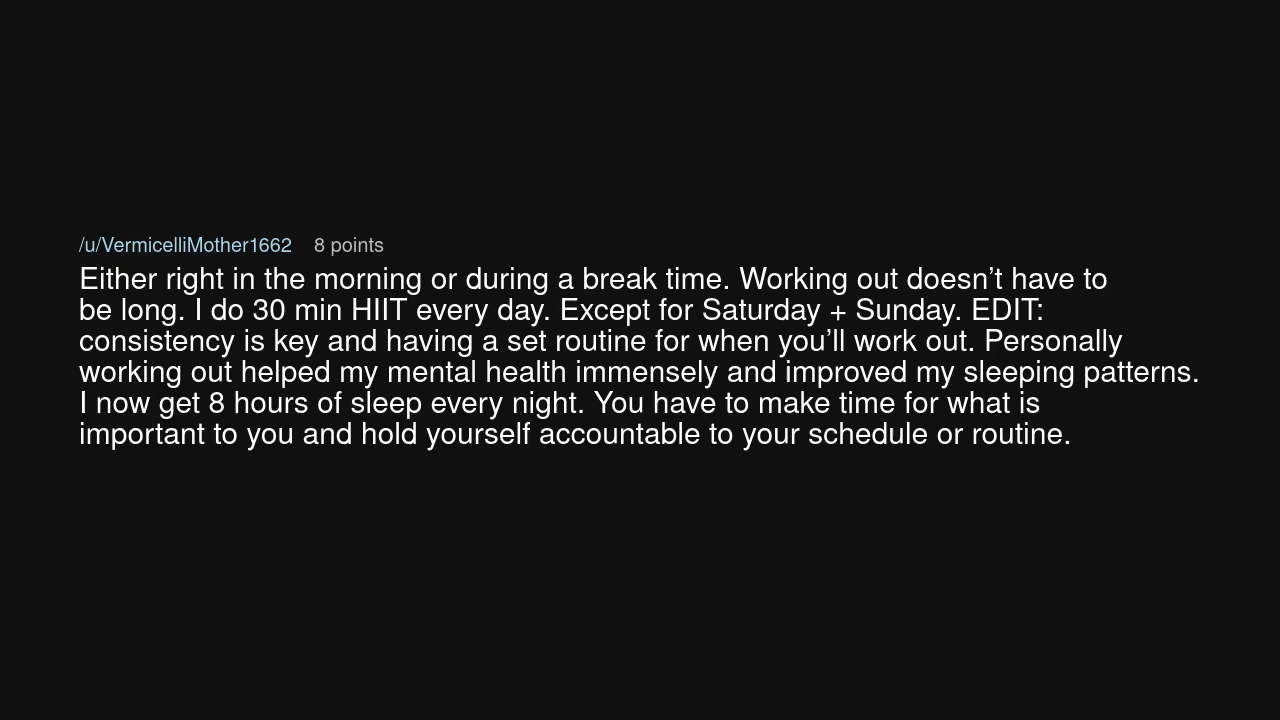 /u/VermicelliMother1662 8 points
Either right in the morning or during a break time. Working out doesn’t have to
be long. I do 30 min HIIT every day. Except for Saturday + Sunday. EDIT:
consistency is key and having a set routine for when you’ll work out. Personally
working out helped my mental health immensely and improved my sleeping patterns.
I now get 8 hours of sleep every night. You have to make time for what is
important to you and hold yourself accountable to your schedule or routine.